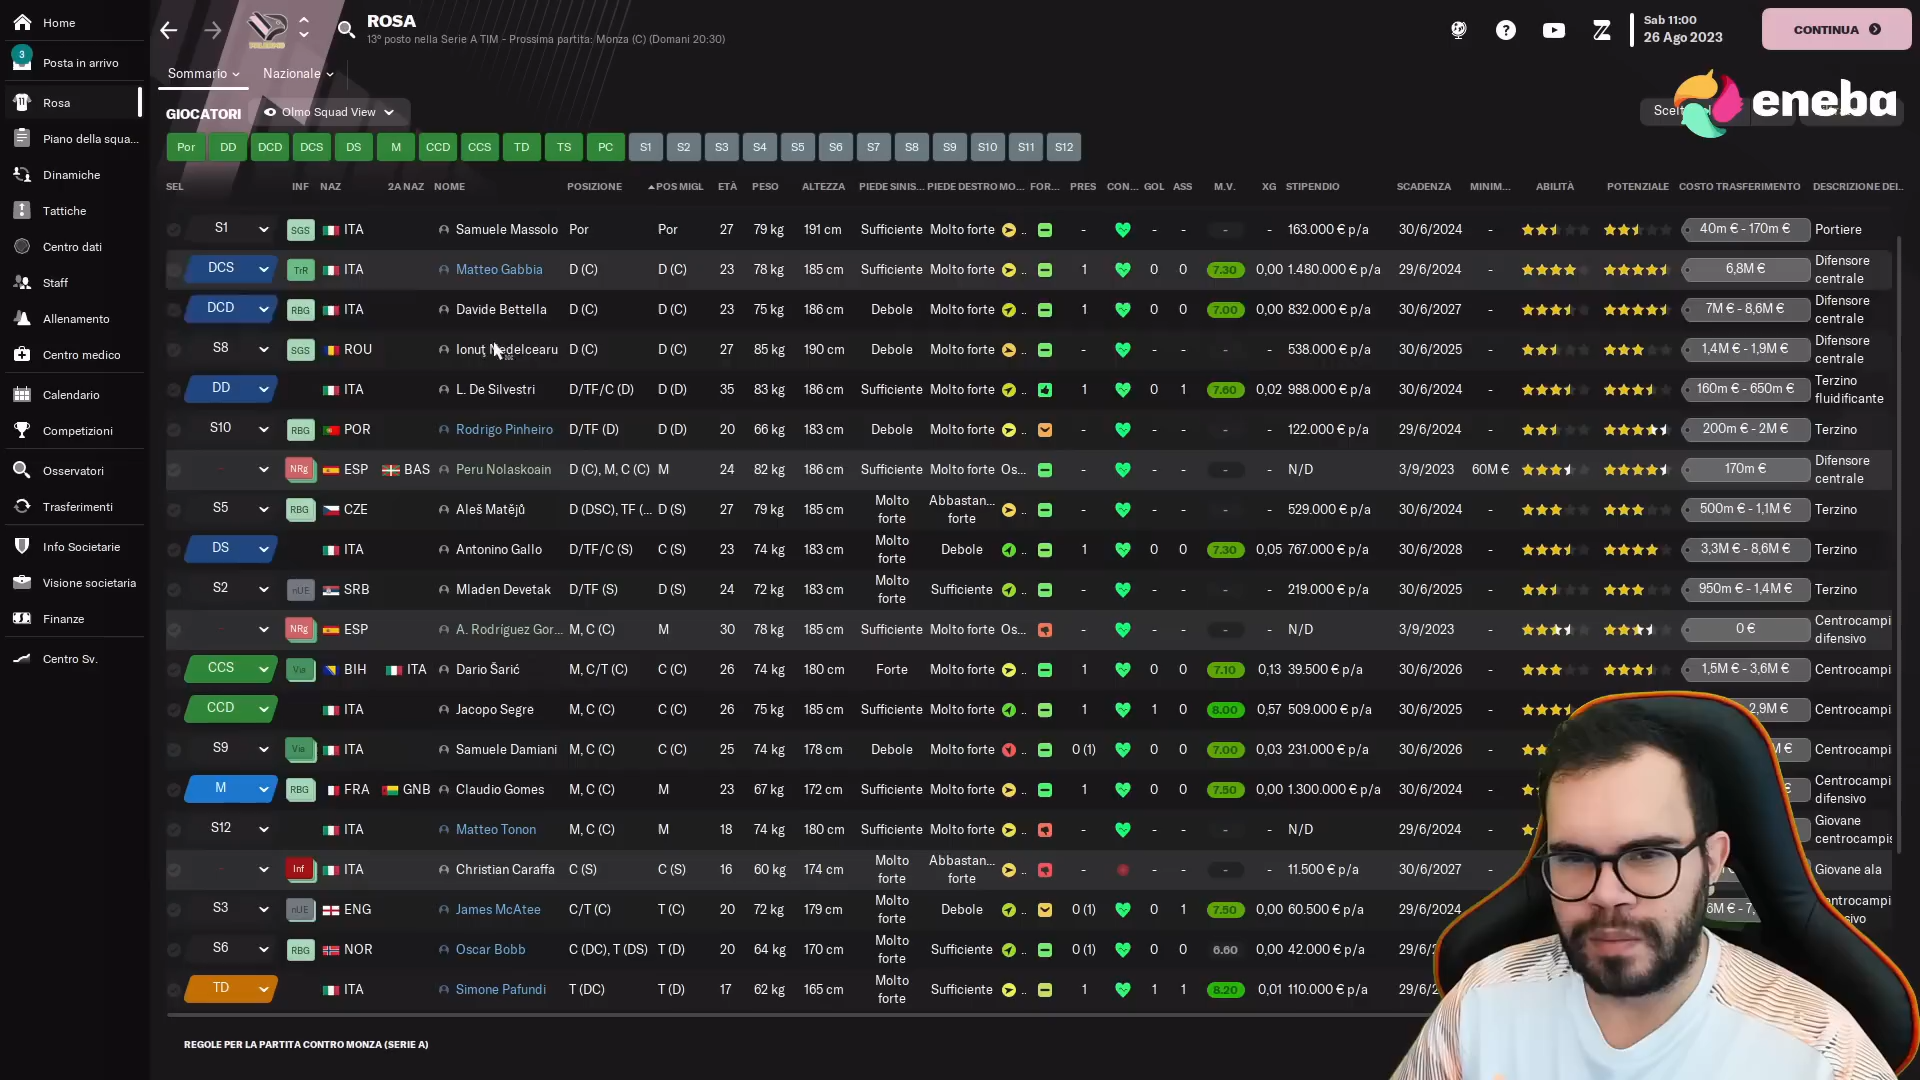 Home
3
Posta in arrivo
Rosa
Piano della squa...
Dinamiche
Tattiche
Centro dati
Staff
Allenamento
Centro medico
Calendario
Competizioni
Osservatori
Trasferimenti
Info Societarie
Visione societaria
Finanze
Centro Sv.
ROSA
13° posto nella Serie A TIM - Prossima partita: Monza (C) (Domani 20:30)
Sab 11:00
26 Ago 2023
CONTINUA
Sommario Nazionale
GIOCATORI Olmo Squad View
eneba
Por DD DCD DCS DS M CCD CCS TD TS PC S1 S2 S3 S4 S5 S6 S7 S8 S9 S10 S11 S12
SEL INF NAZ 2A NAZ NOME POSIZIONE POS MIGL ETÀ PESO ALTEZZA PIEDE SINIS... PIEDE DESTRO MO... FOR... PRES CON... GOL ASS M.V. XG STIPENDIO SCADENZA MINIM... ABILITÀ POTENZIALE COSTO TRASFERIMENTO DESCRIZIONE DEI...
S1 SGS ITA Samuele Massolo Por Por 27 79 kg 191 cm Sufficiente Molto forte .. - - - - - 163.000 € p/a 30/6/2024 - 40m € - 170m € Portiere
DCS TrR ITA Matteo Gabbia D (C) D (C) 23 78 kg 185 cm Sufficiente Molto forte .. 1 0 0 7.30 0,00 1.480.000 € p/a 29/6/2024 - 6,8M € Difensore centrale
DCD RBG ITA Davide Bettella D (C) D (C) 23 75 kg 186 cm Debole Molto forte .. 1 0 0 7.00 0,00 832.000 € p/a 30/6/2027 - 7M € - 8,6M € Difensore centrale
S8 SGS ROU Ionuț Nedelcearu D (C) D (C) 27 85 kg 190 cm Debole Molto forte .. - - - - - 538.000 € p/a 30/6/2025 - 1,4M € - 1,9M € Difensore centrale
DD ITA L. De Silvestri D/TF/C (D) D (D) 35 83 kg 186 cm Sufficiente Molto forte .. 1 0 1 7.60 0,02 988.000 € p/a 30/6/2024 - 160m € - 650m € Terzino fluidificante
S10 RBG POR Rodrigo Pinheiro D/TF (D) D (D) 20 66 kg 183 cm Debole Molto forte .. - - - - - 122.000 € p/a 29/6/2024 - 200m € - 2M € Terzino
- NRg ESP BAS Peru Nolaskoain D (C), M, C (C) M 24 82 kg 186 cm Sufficiente Molto forte Os... - - N/D 3/9/2023 60M € 170m € Difensore centrale
S5 RBG CZE Aleš Matějů D (DSC), TF (... D (S) 27 79 kg 185 cm Molto forte Abbastan... forte .. - - - - - 529.000 € p/a 30/6/2024 - 500m € - 1,1M € Terzino
DS ITA Antonino Gallo D/TF/C (S) C (S) 23 74 kg 183 cm Molto forte Debole .. 1 0 0 7.30 0,05 767.000 € p/a 30/6/2028 - 3,3M € - 8,6M € Terzino
S2 nUE SRB Mladen Devetak D/TF (S) D (S) 24 72 kg 183 cm Molto forte Sufficiente .. - - - - - 219.000 € p/a 30/6/2025 - 950m € - 1,4M € Terzino
- NRg ESP A. Rodríguez Gor... M, C (C) M 30 78 kg 185 cm Sufficiente Molto forte Os... - - N/D 3/9/2023 - 0 € Centrocampi difensivo
CCS Via BIH ITA Dario Šarić M, C/T (C) C (C) 26 74 kg 180 cm Forte Molto forte .. 1 0 0 7.10 0,13 39.500 € p/a 30/6/2026 - 1,5M € - 3,6M € Centrocampi
CCD ITA Jacopo Segre M, C (C) C (C) 26 75 kg 185 cm Sufficiente Molto forte .. 1 1 0 8.00 0,57 509.000 € p/a 30/6/2025 - 2,9M € Centrocampi
S9 Via ITA Samuele Damiani M, C (C) C (C) 25 74 kg 178 cm Debole Molto forte .. 0 (1) 0 0 7.00 0,03 231.000 € p/a 30/6/2026 - M € Centrocampi
M RBG FRA GNB Claudio Gomes M, C (C) M 23 67 kg 172 cm Sufficiente Molto forte .. 1 0 0 7.50 0,00 1.300.000 € p/a 30/6/2024 - € Centrocampi difensivo
S12 ITA Matteo Tonon M, C (C) M 18 74 kg 180 cm Sufficiente Molto forte .. - - - - - N/D 29/6/2024 - Giovane centrocampis
- Inf ITA Christian Caraffa C (S) C (S) 16 60 kg 174 cm Molto forte Abbastan... forte .. - - - - - 11.500 € p/a 30/6/2027 - Giovane ala
S3 nUE ENG James McAtee C/T (C) T (C) 20 72 kg 179 cm Molto forte Debole .. 0 (1) 0 1 7.50 0,00 60.500 € p/a 29/6/2024
S6 RBG NOR Oscar Bobb C (DC), T (DS) T (D) 20 64 kg 170 cm Molto forte Sufficiente .. 0 (1) 0 0 6.60 0,00 42.000 € p/a 29/6/2
TD ITA Simone Pafundi T (DC) T (D) 17 62 kg 165 cm Molto forte Sufficiente .. 1 1 1 8.20 0,01 110.000 € p/a 29/6/2
REGOLE PER LA PARTITA CONTRO MONZA (SERIE A)